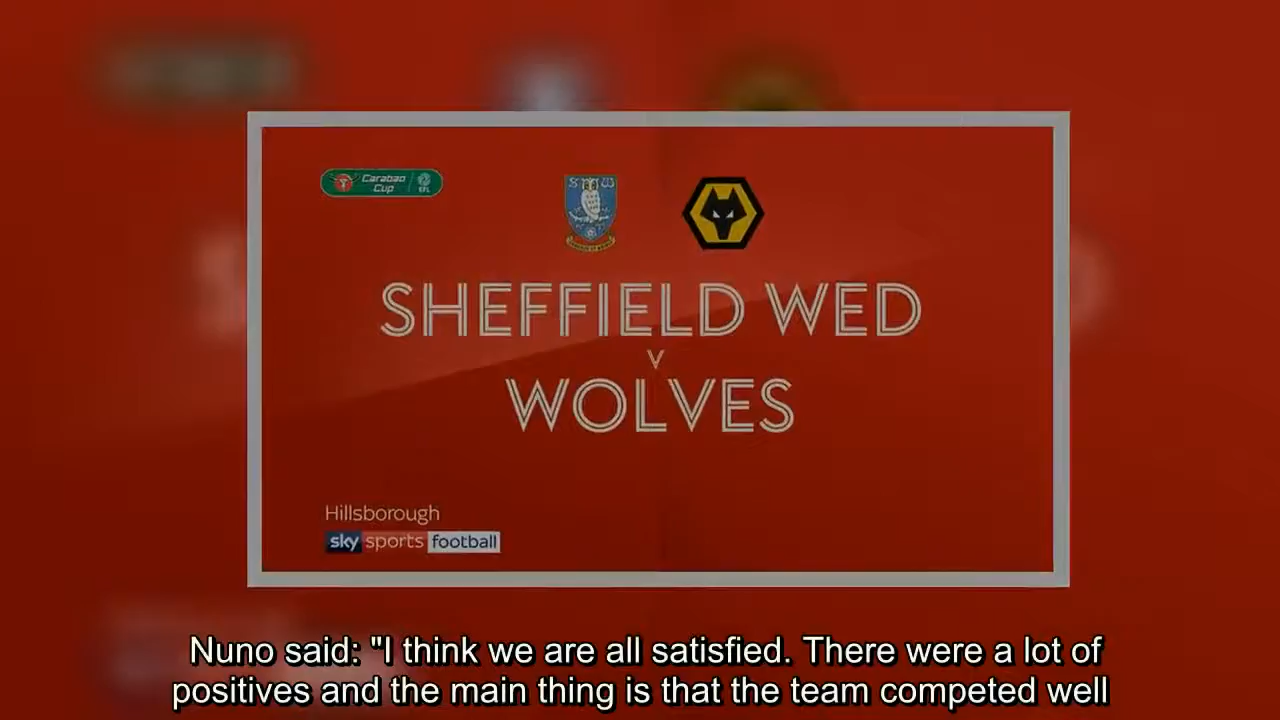 Carabao
Cup
EFL
S W
SHEFFIELD WED
v
WOLVES
Hillsborough
sky sports football
Nuno said: "I think we are all satisfied. There were a lot of
positives and the main thing is that the team competed well